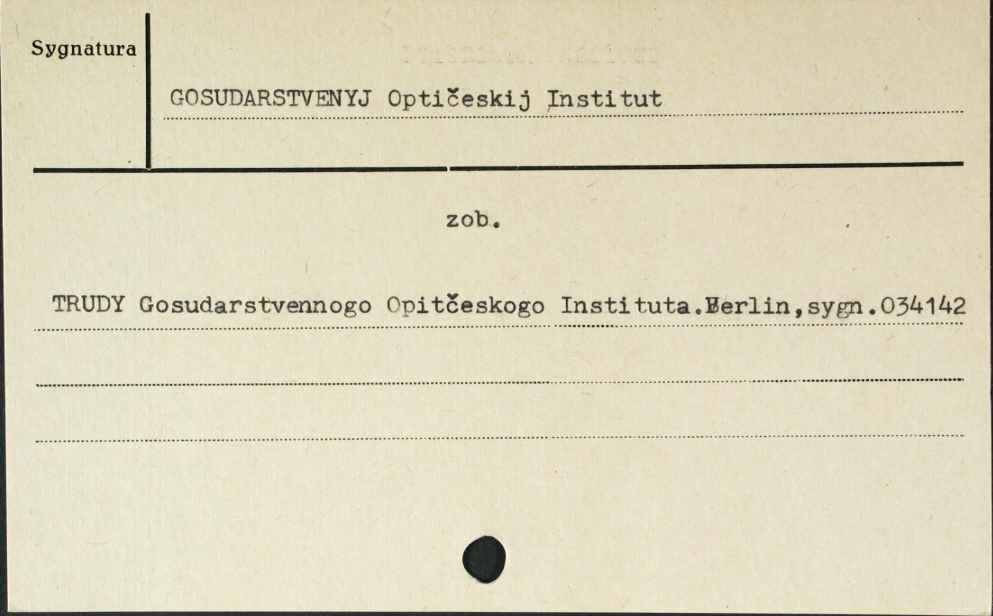 Sygnatura
GOSUDARSTVENYJ Optičeskij Institut
zob.
TRUDY Gosudarstvennogo Opitčeskogo Instituta.Berlin,sygn.034142